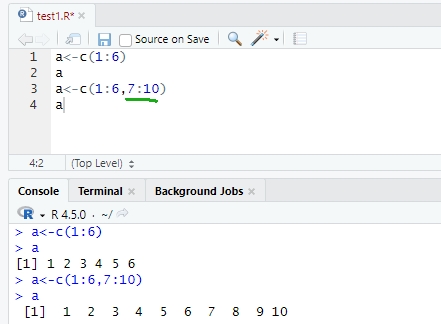 test1.R* ×
Source on Save
1 a<-c(1:6)
2 a
3 a<-c(1:6,7:10)
4 a
4:2 (Top Level)
Console Terminal × Background Jobs ×
R 4.5.0 · ~/
> a<-c(1:6)
> a
[1] 1 2 3 4 5 6
> a<-c(1:6,7:10)
> a
[1] 1 2 3 4 5 6 7 8 9 10